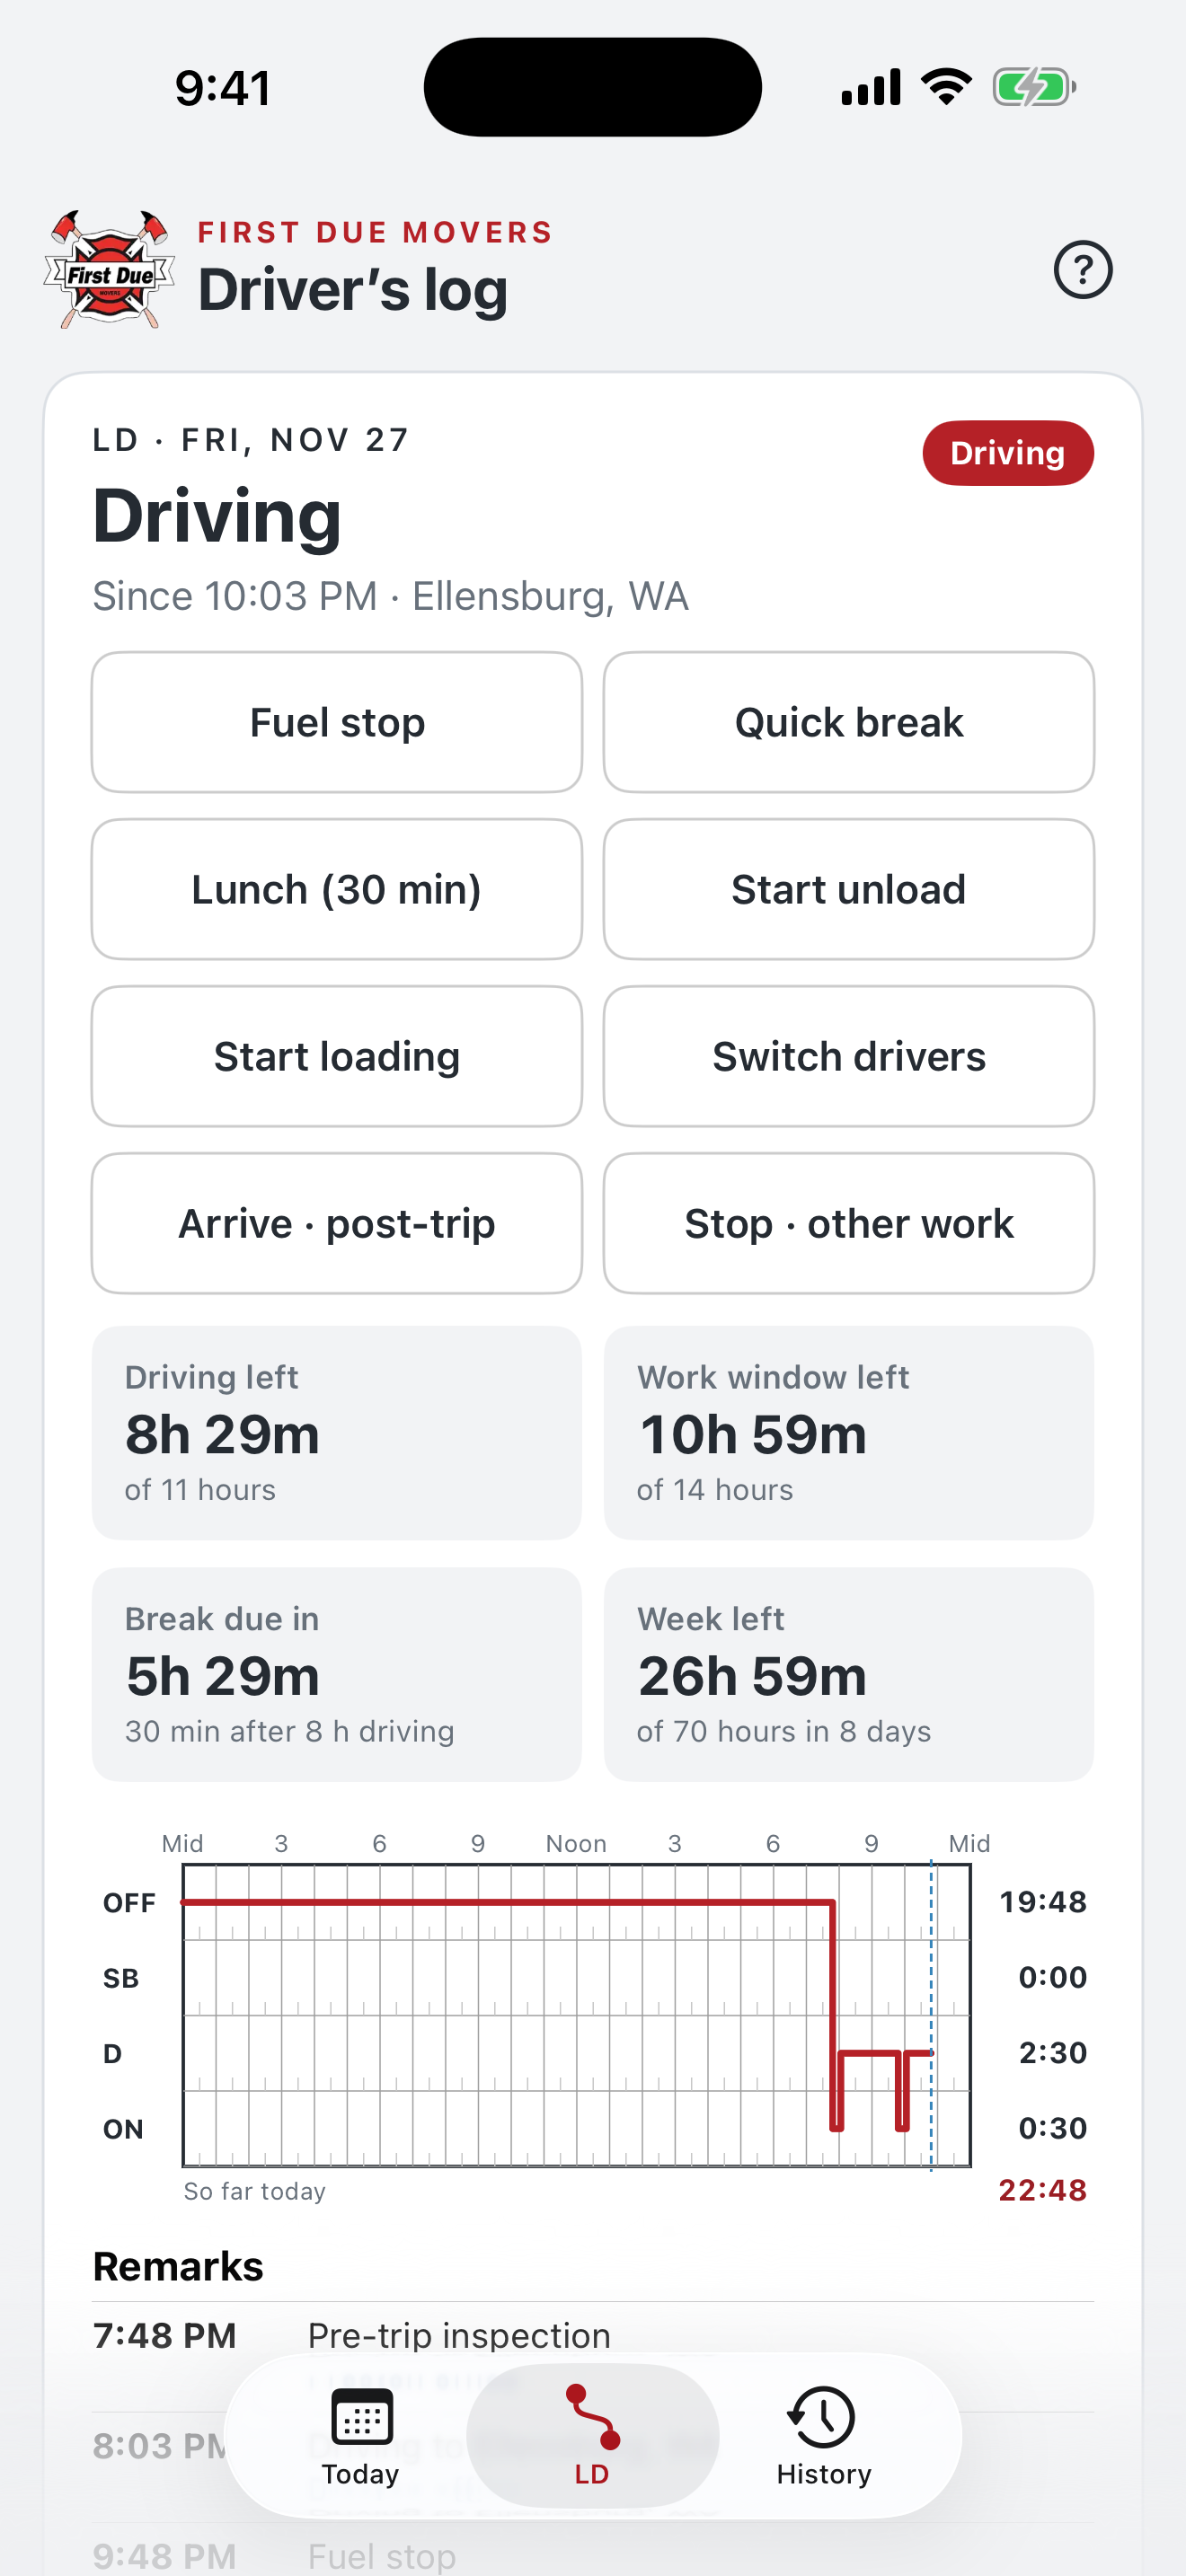 9:41
First Due
MOVERS
FIRST DUE MOVERS
Driver’s log
?
LD · FRI, NOV 27
Driving
Driving
Since 10:03 PM · Ellensburg, WA
Fuel stop
Quick break
Lunch (30 min)
Start unload
Start loading
Switch drivers
Arrive · post-trip
Stop · other work
Driving left
8h 29m
of 11 hours
Work window left
10h 59m
of 14 hours
Break due in
5h 29m
30 min after 8 h driving
Week left
26h 59m
of 70 hours in 8 days
Mid 3 6 9 Noon 3 6 9 Mid
OFF 19:48
SB 0:00
D 2:30
ON 0:30
So far today 22:48
Remarks
7:48 PM Pre-trip inspection
8:03 PM
Today
LD
History
9:48 PM Fuel stop